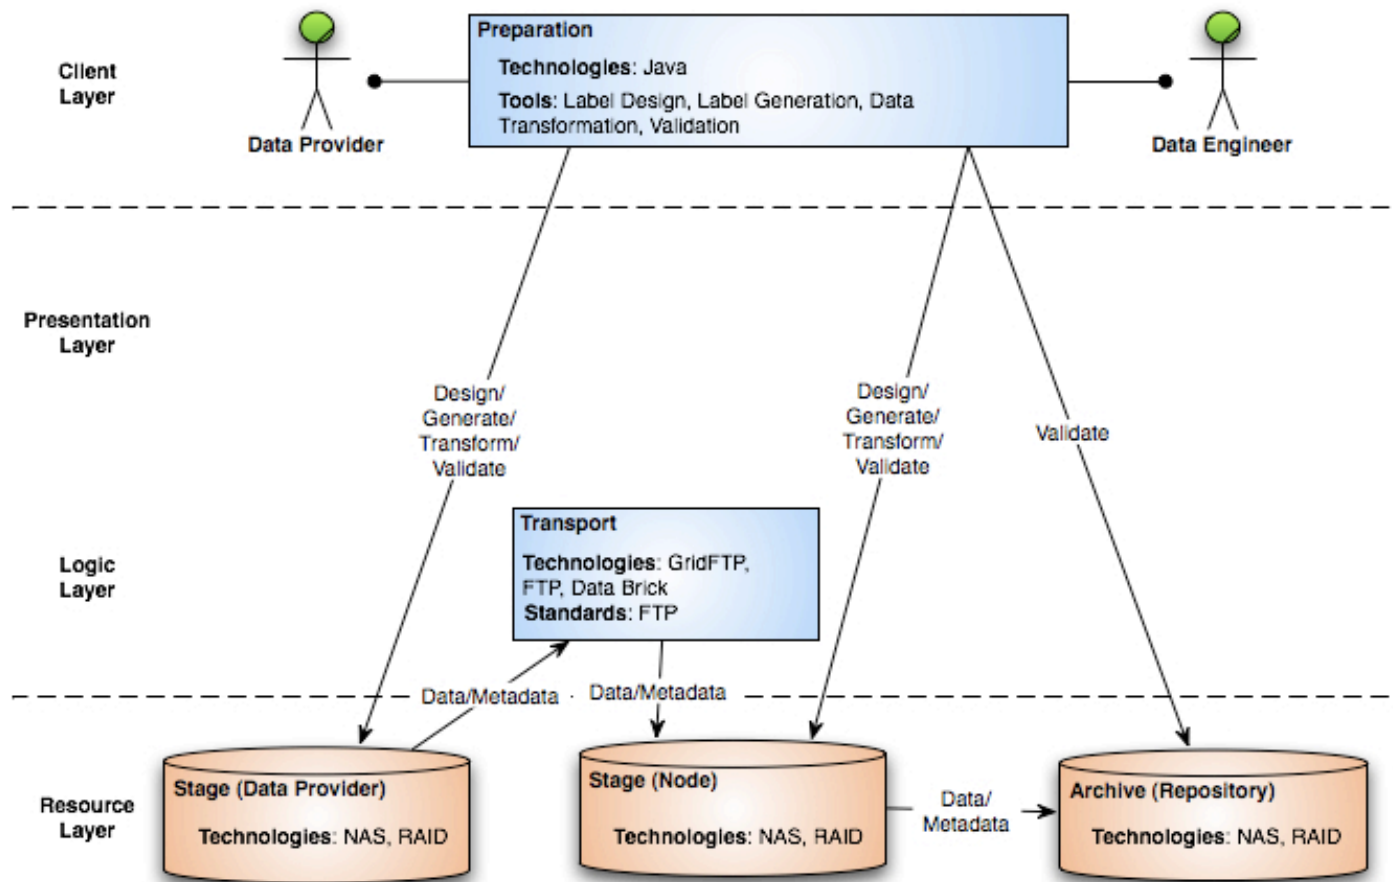 Client
Layer
Data Provider
Preparation
Technologies: Java
Tools: Label Design, Label Generation, Data
Transformation, Validation
Data Engineer
Presentation
Layer
Design/
Generate/
Transform/
Validate
Design/
Generate/
Transform/
Validate
Validate
Logic
Layer
Transport
Technologies: GridFTP,
FTP, Data Brick
Standards: FTP
Data/Metadata
Data/Metadata
Resource
Layer
Stage (Data Provider)
Technologies: NAS, RAID
Stage (Node)
Technologies: NAS, RAID
Data/
Metadata
Archive (Repository)
Technologies: NAS, RAID